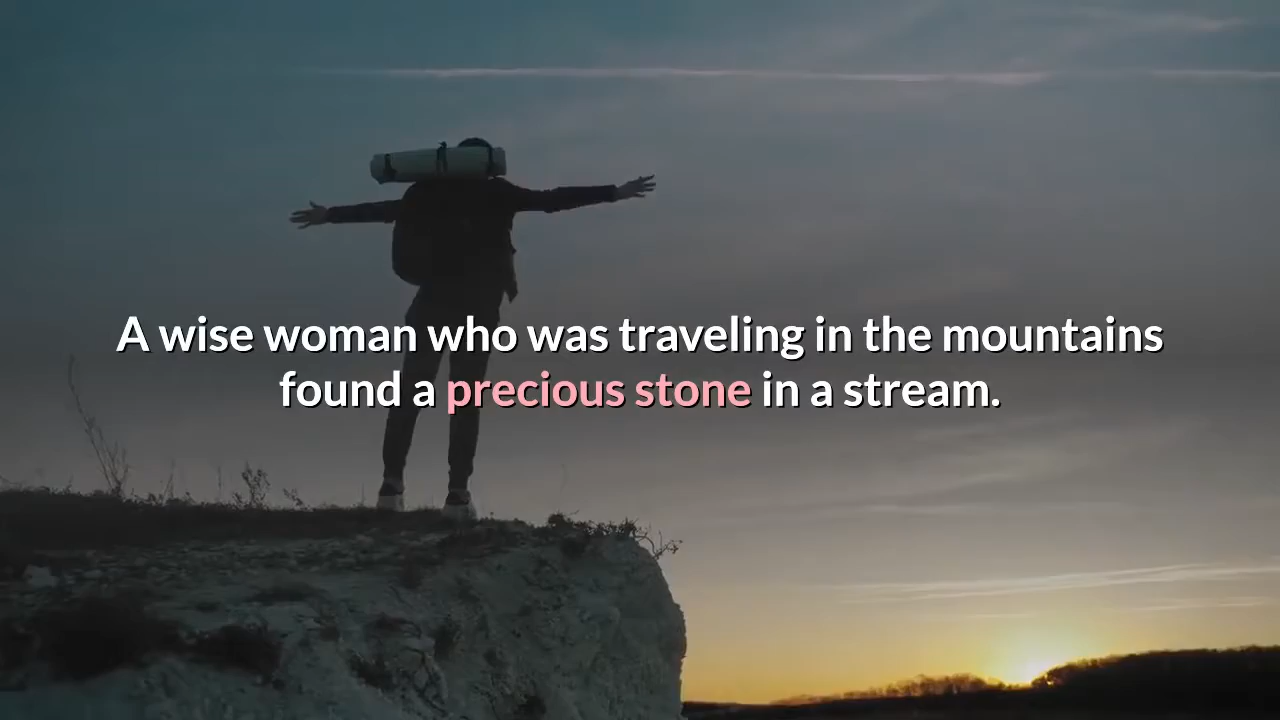 A wise woman who was traveling in the mountains
found a precious stone in a stream.